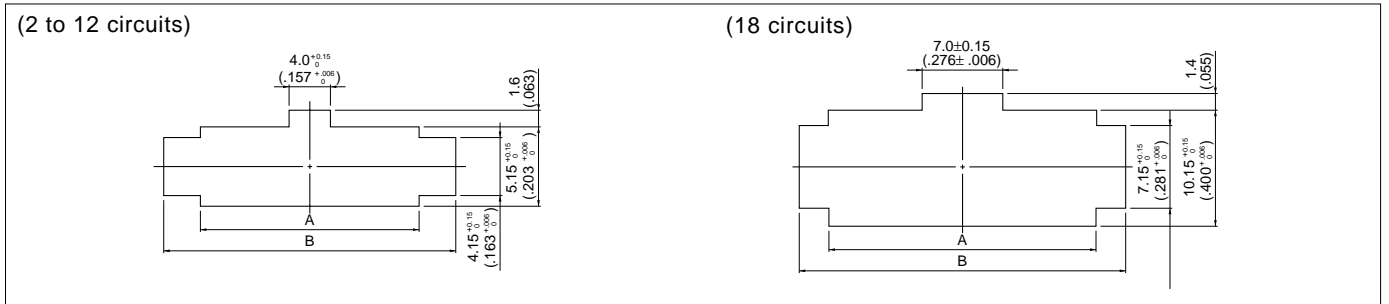 (2 to 12 circuits)
4.0 +0.15 0
(.157 +.006 0)
1.6
(.063)
5.15 +0.15 0
(.203 +.006 0)
4.15 +0.15 0
(.163 +.006 0)
A
B
(18 circuits)
7.0±0.15
(.276± .006)
1.4
(.055)
7.15 +0.15 0
(.281 +.006 0)
10.15 +0.15 0
(.400 +.006 0)
A
B